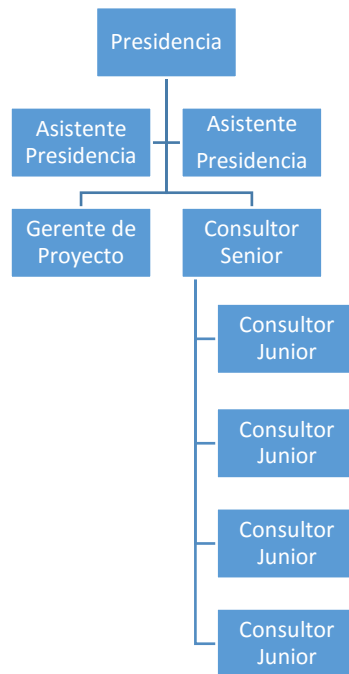 Presidencia
Asistente
Presidencia
Asistente
Presidencia
Gerente de
Proyecto
Consultor
Senior
Consultor
Junior
Consultor
Junior
Consultor
Junior
Consultor
Junior